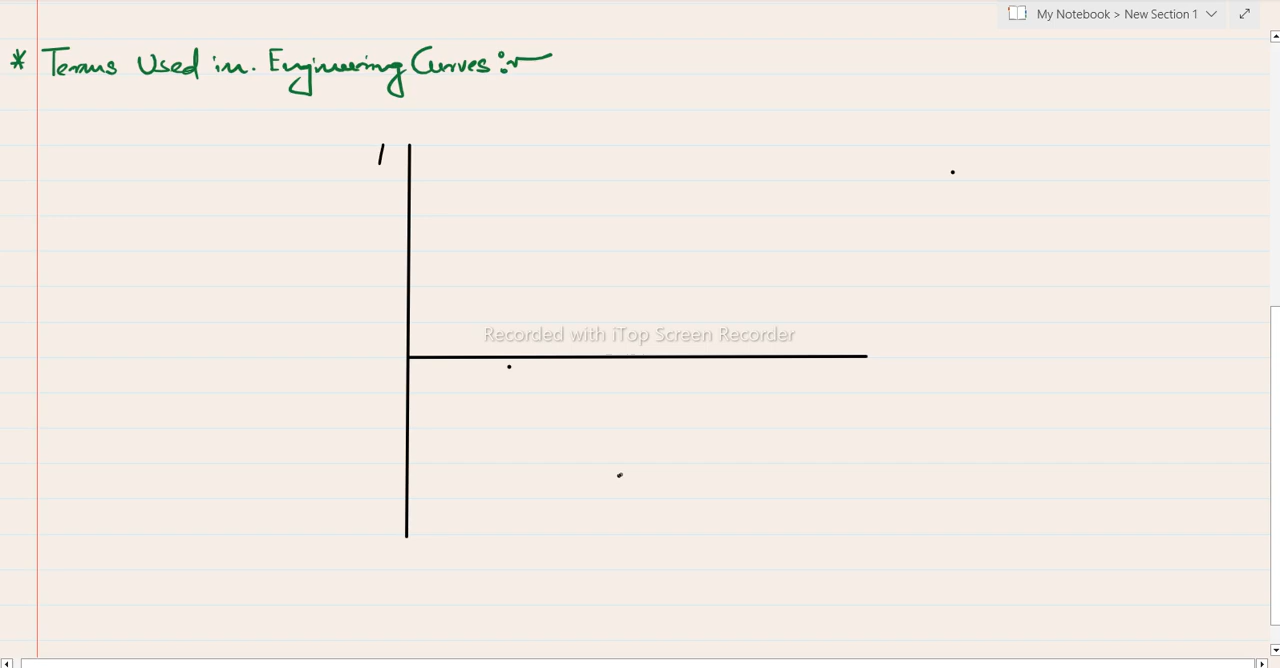 My Notebook > New Section 1
* Terms Used in. Engineering Curves :-
Recorded with iTop Screen Recorder